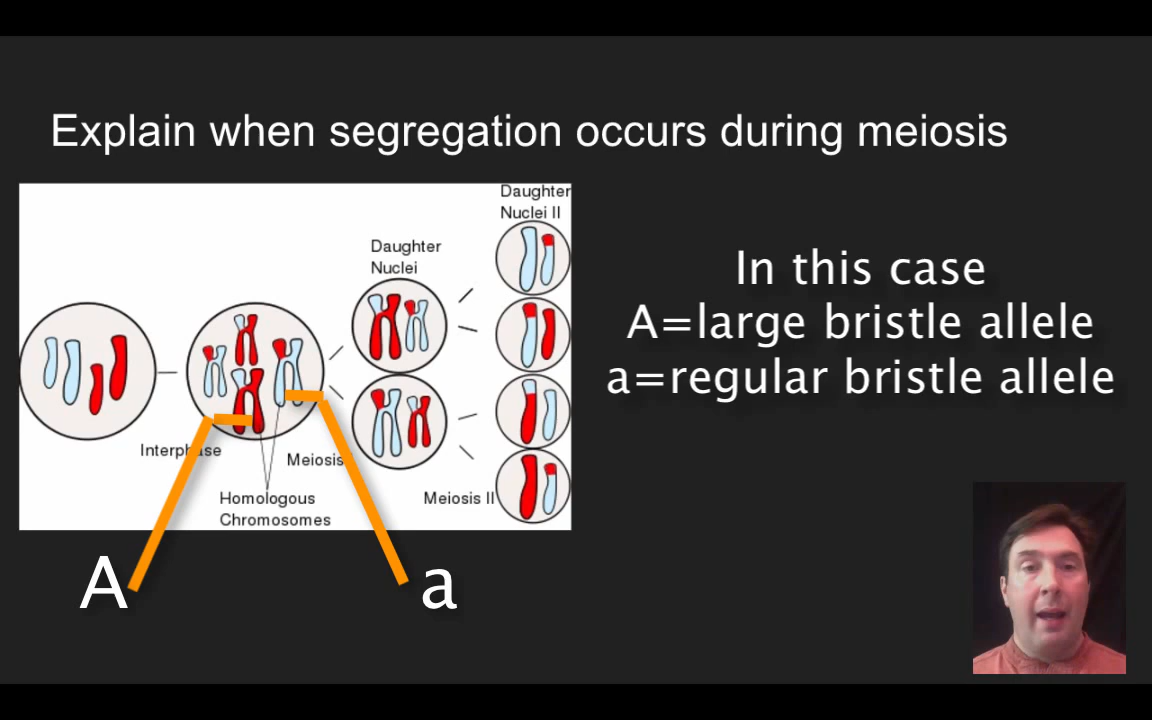 Explain when segregation occurs during meiosis
Daughter
Nuclei II
Daughter
Nuclei
Interphase
Meiosis
Homologous
Chromosomes
Meiosis II
In this case
A=large bristle allele
a=regular bristle allele
A
a